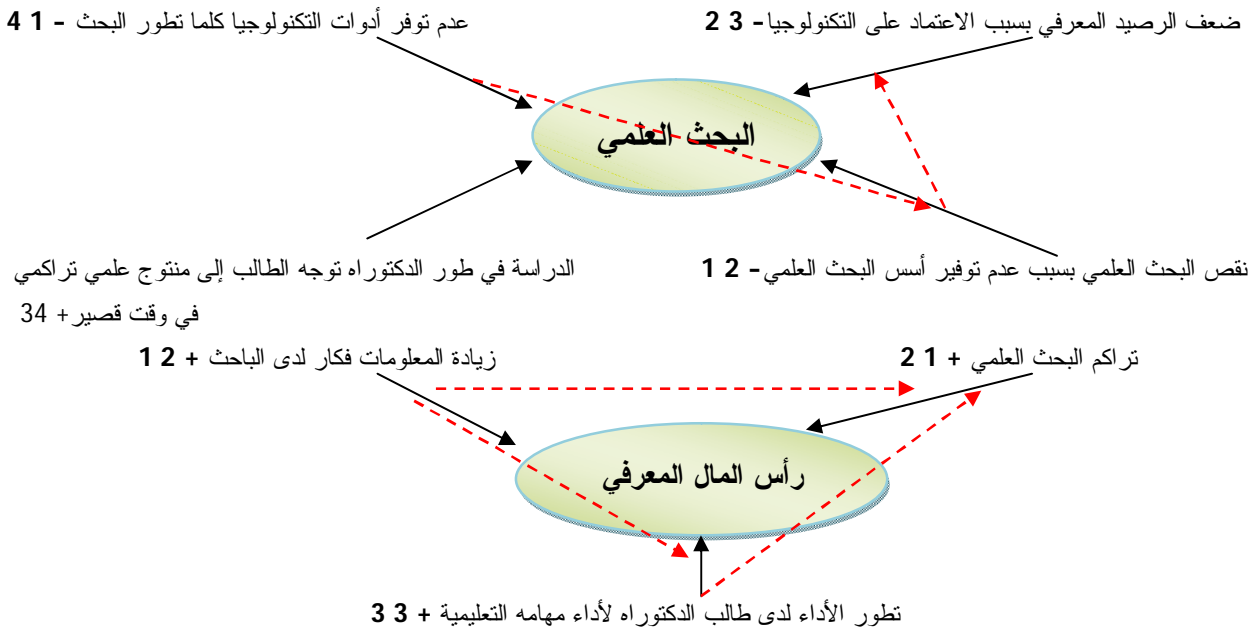 ضعف الرصيد المعرفي بسبب الاعتماد على التكنولوجيا- 3 2
عدم توفر أدوات التكنولوجيا كلما تطور البحث - 1 4
البحث العلمي
نقص البحث العلمي بسبب عدم توفير أسس البحث العلمي- 2 1
الدراسة في طور الدكتوراه توجه الطالب إلى منتوج علمي تراكمي
في وقت قصير+ 34
تراكم البحث العلمي + 1 2
زيادة المعلومات فكار لدى الباحث + 2 1
رأس المال المعرفي
تطور الأداء لدى طالب الدكتوراه لأداء مهامه التعليمية + 3 3